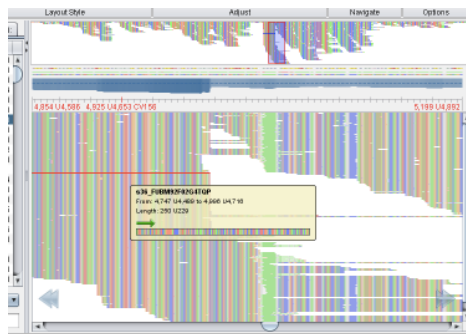 Layout Style Adjust Navigate Options
4,854 U4,586 4,925 U4,653 CVI 56 5,199 U4,892
s36_FUBM92F02G4TGP
From: 4,747 U4,489 to 4,996 U4,718
Length: 250 U229